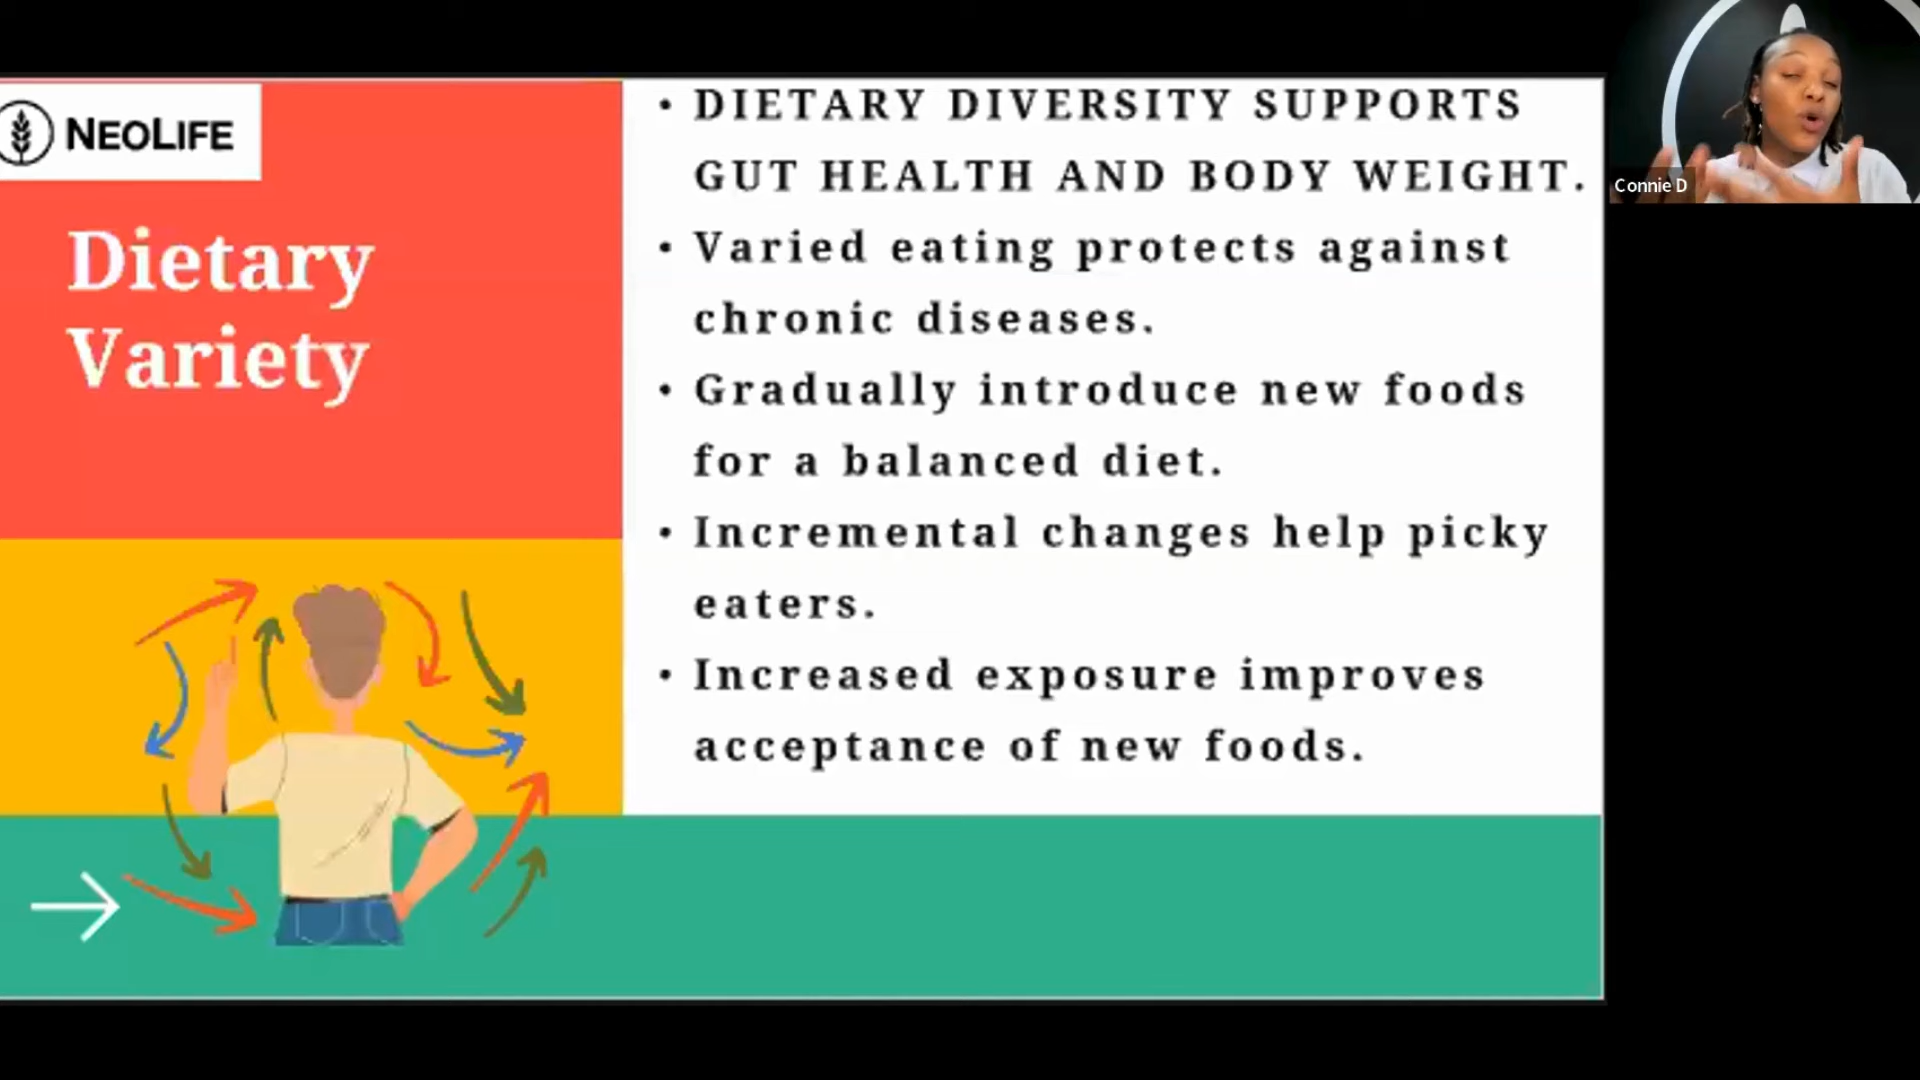 NEOLIFE
Dietary
Variety
• DIETARY DIVERSITY SUPPORTS
GUT HEALTH AND BODY WEIGHT.
• Varied eating protects against
chronic diseases.
• Gradually introduce new foods
for a balanced diet.
• Incremental changes help picky
eaters.
• Increased exposure improves
acceptance of new foods.
Connie D